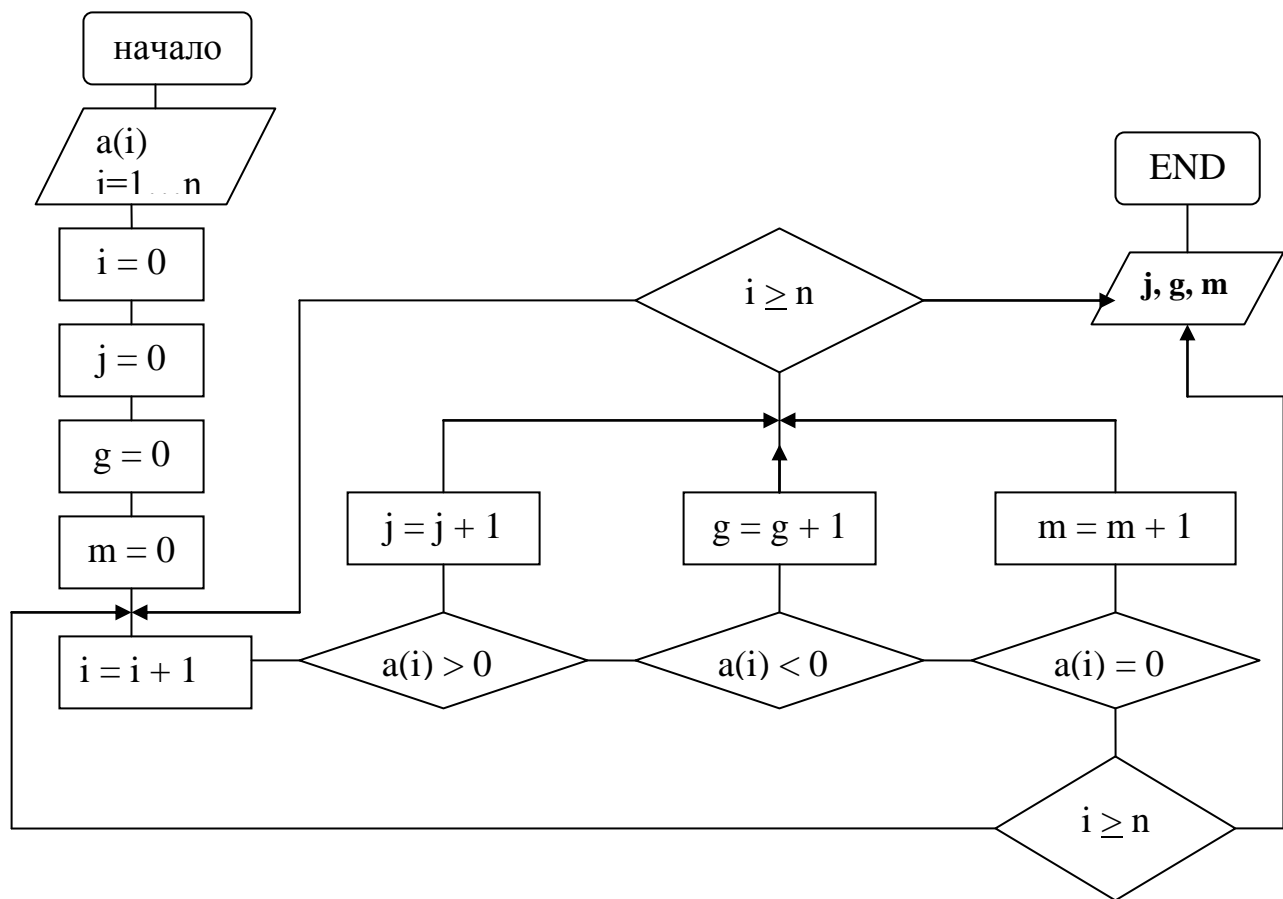 начало
a(i)
i=1…n
i = 0
j = 0
g = 0
m = 0
i = i + 1
a(i) > 0
a(i) < 0
a(i) = 0
j = j + 1
g = g + 1
m = m + 1
i ≥ n
i ≥ n
j, g, m
END